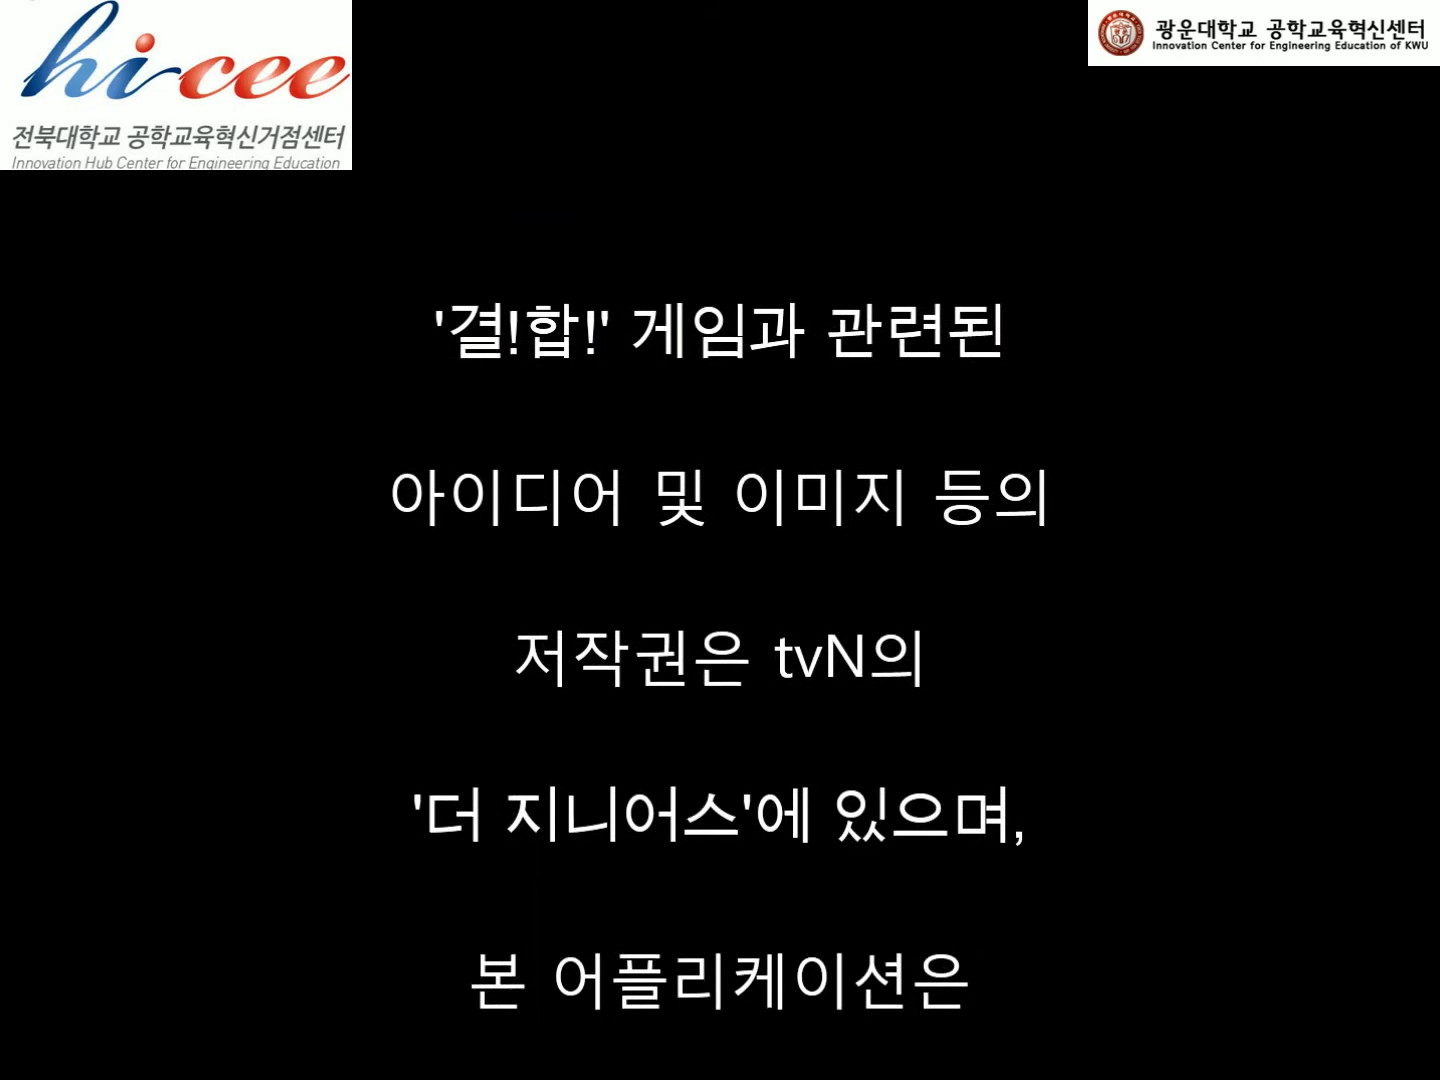 hi-cee
전북대학교 공학교육혁신거점센터
Innovation Hub Center for Engineering Education
광운대학교 공학교육혁신센터
Innovation Center for Engineering Education of KWU
'결!합!' 게임과 관련된
아이디어 및 이미지 등의
저작권은 tvN의
'더 지니어스'에 있으며,
본 어플리케이션은